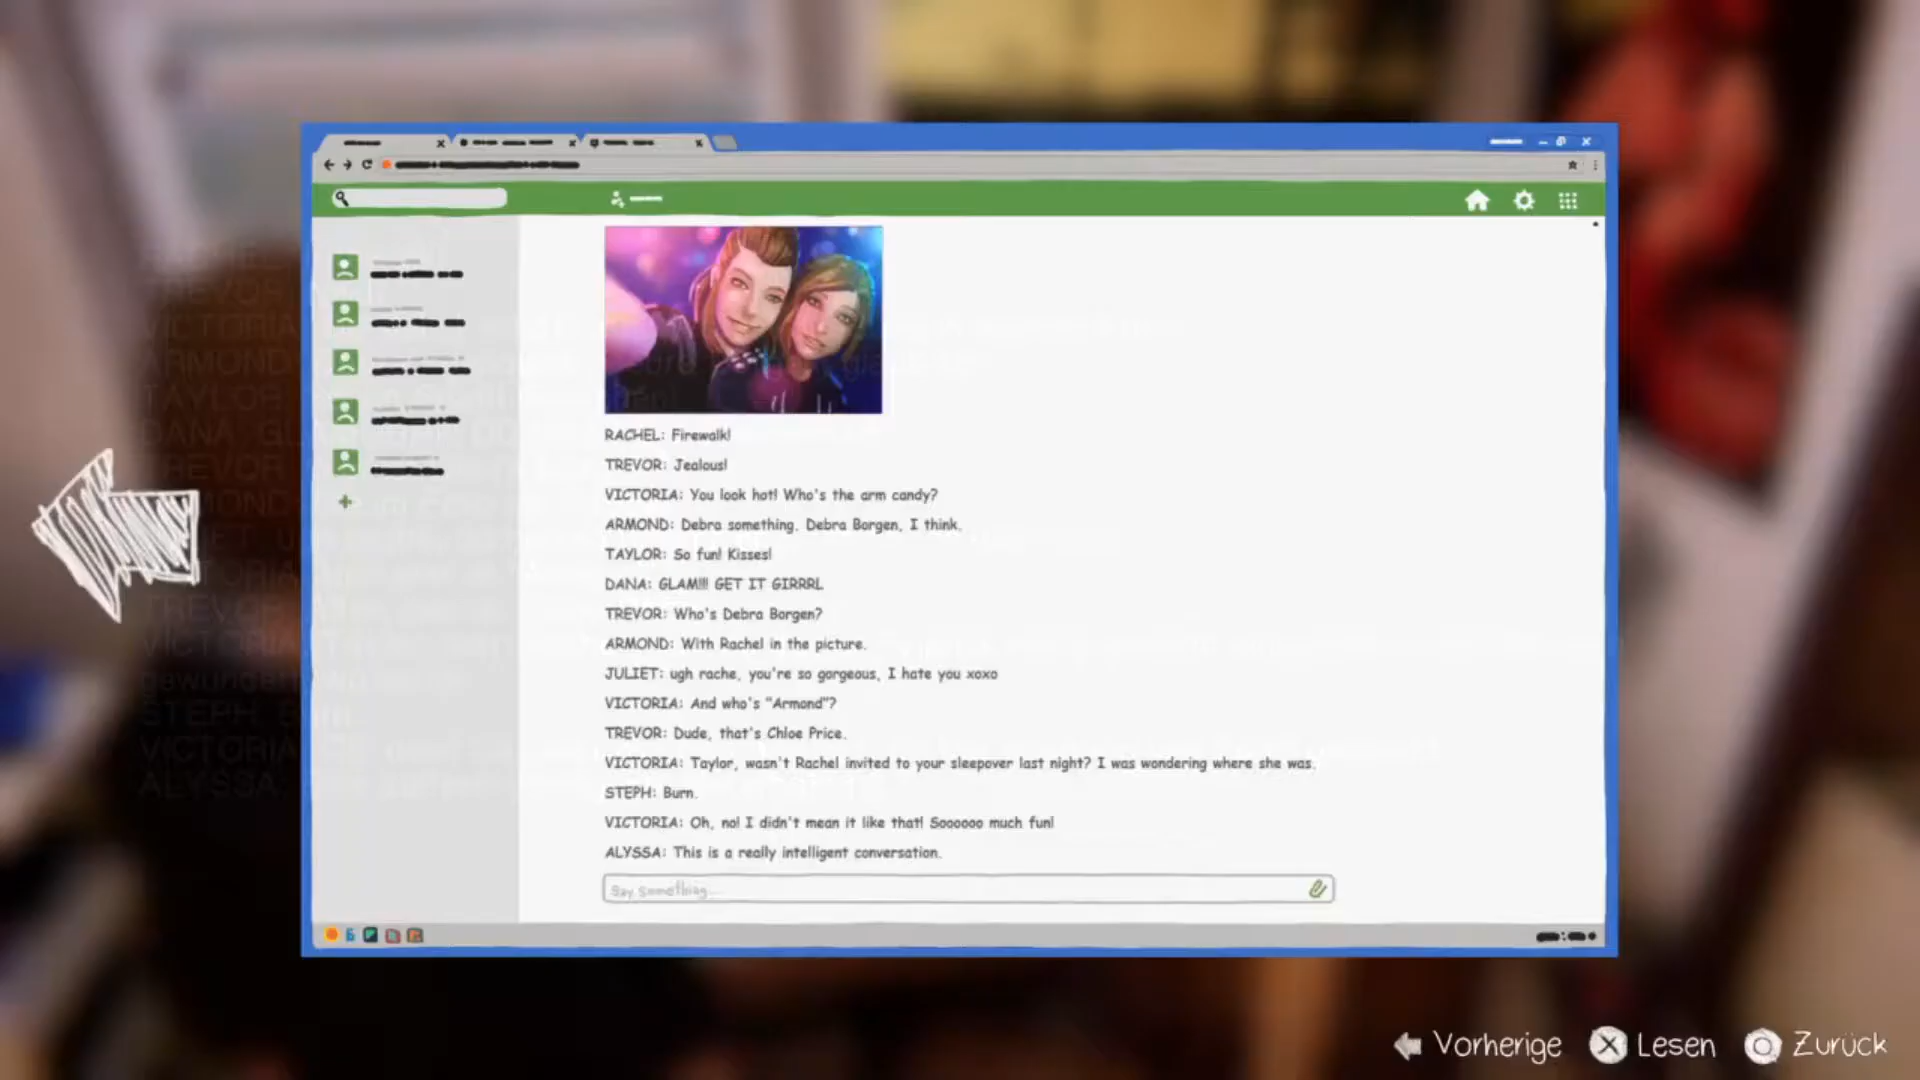 RACHEL: Firewalk!
TREVOR: Jealous!
VICTORIA: You look hot! Who's the arm candy?
ARMOND: Debra something. Debra Borgen, I think.
TAYLOR: So fun! Kisses!
DANA: GLAM!!! GET IT GIRRRL
TREVOR: Who's Debra Borgen?
ARMOND: With Rachel in the picture.
JULIET: ugh rache, you're so gorgeous, I hate you xoxo
VICTORIA: And who's "Armond"?
TREVOR: Dude, that's Chloe Price.
VICTORIA: Taylor, wasn't Rachel invited to your sleepover last night? I was wondering where she was.
STEPH: Burn.
VICTORIA: Oh, no! I didn't mean it like that! Soooooo much fun!
ALYSSA: This is a really intelligent conversation.
Say Something...
Vorherige
Lesen
Zurück